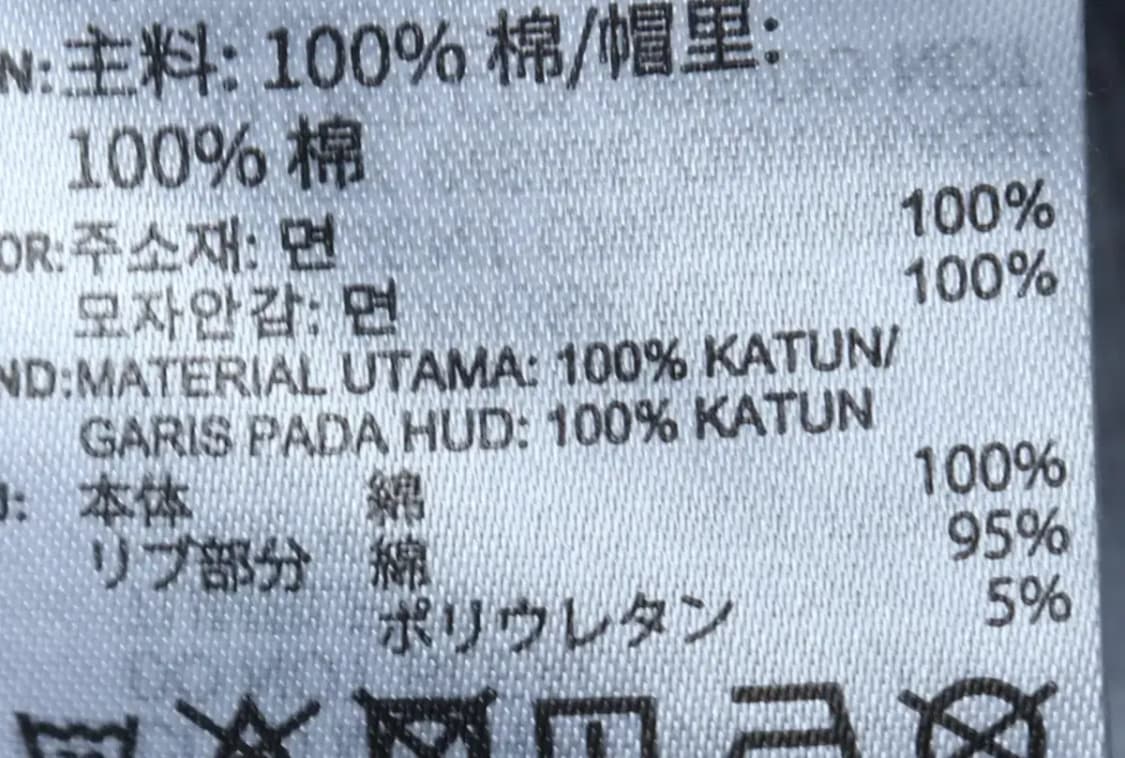 N: 主料: 100% 棉/帽里:
100% 棉
OR: 주소재: 면 100%
모자안감: 면 100%
ND: MATERIAL UTAMA: 100% KATUN/
GARIS PADA HUD: 100% KATUN
本体 綿 100%
リブ部分 綿 95%
ポリウレタン 5%